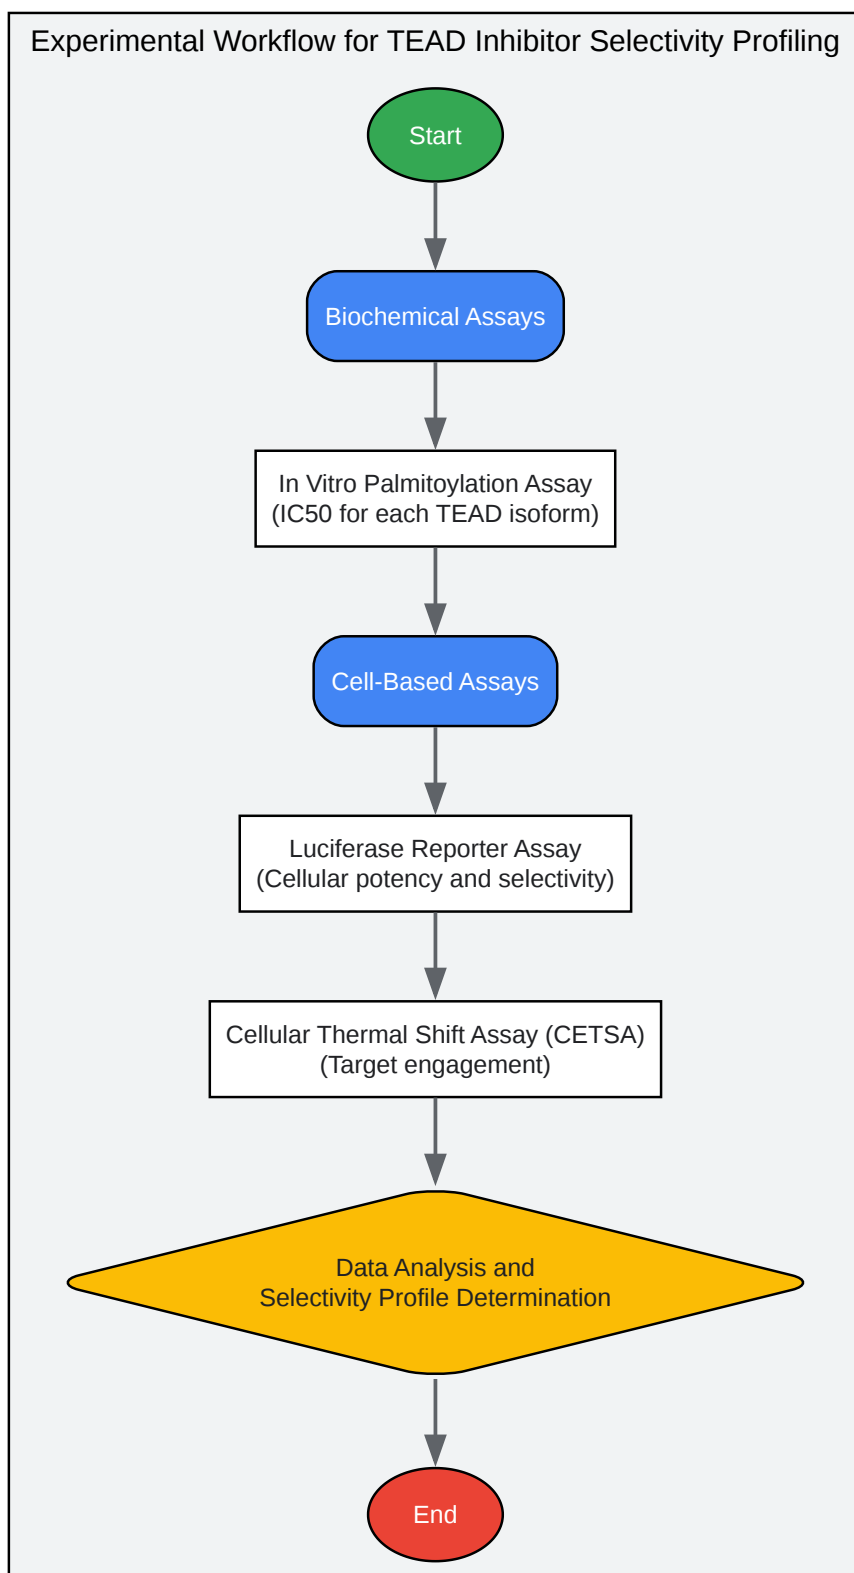 Experimental Workflow for TEAD Inhibitor Selectivity Profiling
Start
Biochemical Assays
In Vitro Palmitoylation Assay
(IC50 for each TEAD isoform)
Cell-Based Assays
Luciferase Reporter Assay
(Cellular potency and selectivity)
Cellular Thermal Shift Assay (CETSA)
(Target engagement)
Data Analysis and
Selectivity Profile Determination
End